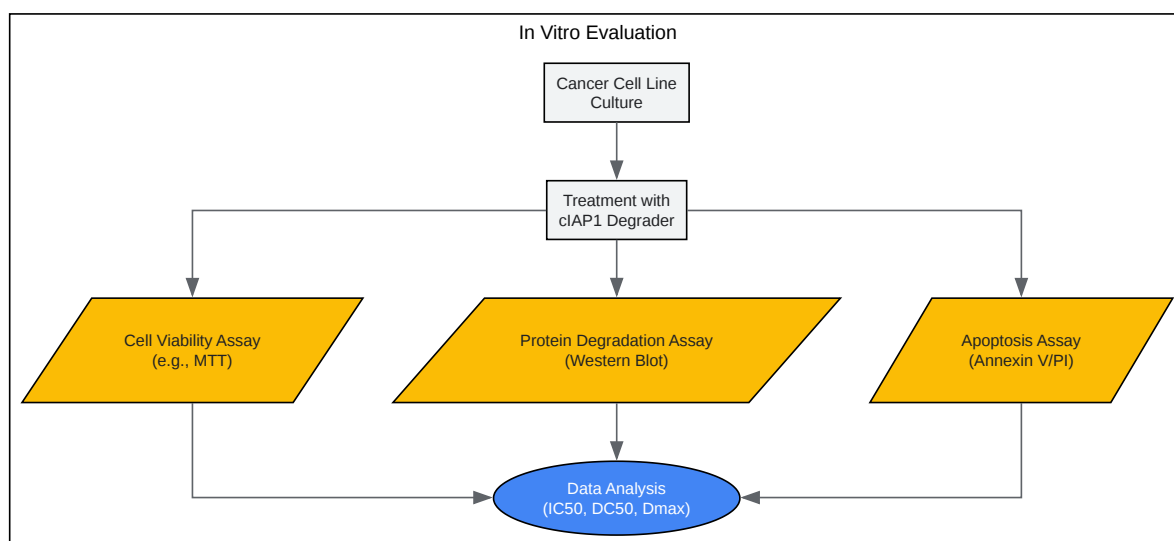 In Vitro Evaluation
Cancer Cell Line
Culture
Treatment with
cIAP1 Degrader
Cell Viability Assay
(e.g., MTT)
Protein Degradation Assay
(Western Blot)
Apoptosis Assay
(Annexin V/PI)
Data Analysis
(IC50, DC50, Dmax)